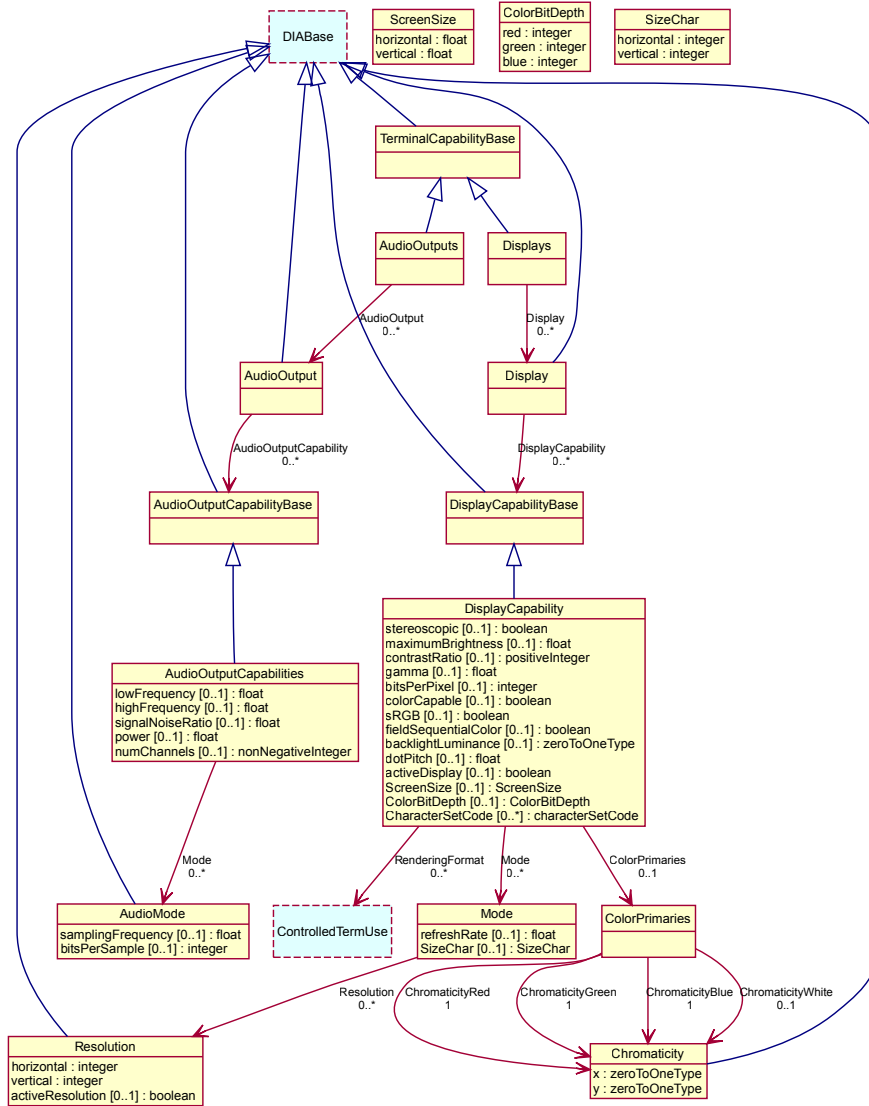 DIABase
ScreenSize
horizontal : float
vertical : float
ColorBitDepth
red : integer
green : integer
blue : integer
SizeChar
horizontal : integer
vertical : integer
TerminalCapabilityBase
AudioOutputs
Displays
AudioOutput
0..*
Display
0..*
AudioOutput
Display
AudioOutputCapability
0..*
DisplayCapability
0..*
AudioOutputCapabilityBase
DisplayCapabilityBase
DisplayCapability
stereoscopic [0..1] : boolean
maximumBrightness [0..1] : float
contrastRatio [0..1] : positiveInteger
gamma [0..1] : float
bitsPerPixel [0..1] : integer
colorCapable [0..1] : boolean
sRGB [0..1] : boolean
fieldSequentialColor [0..1] : boolean
backlightLuminance [0..1] : zeroToOneType
dotPitch [0..1] : float
activeDisplay [0..1] : boolean
ScreenSize [0..1] : ScreenSize
ColorBitDepth [0..1] : ColorBitDepth
CharacterSetCode [0..*] : characterSetCode
AudioOutputCapabilities
lowFrequency [0..1] : float
highFrequency [0..1] : float
signalNoiseRatio [0..1] : float
power [0..1] : float
numChannels [0..1] : nonNegativeInteger
Mode
0..*
RenderingFormat
0..*
Mode
0..*
ColorPrimaries
0..1
AudioMode
samplingFrequency [0..1] : float
bitsPerSample [0..1] : integer
ControlledTermUse
Mode
refreshRate [0..1] : float
SizeChar [0..1] : SizeChar
ColorPrimaries
Resolution
0..*
ChromaticityRed
1
ChromaticityGreen
1
ChromaticityBlue
1
ChromaticityWhite
0..1
Resolution
horizontal : integer
vertical : integer
activeResolution [0..1] : boolean
Chromaticity
x : zeroToOneType
y : zeroToOneType